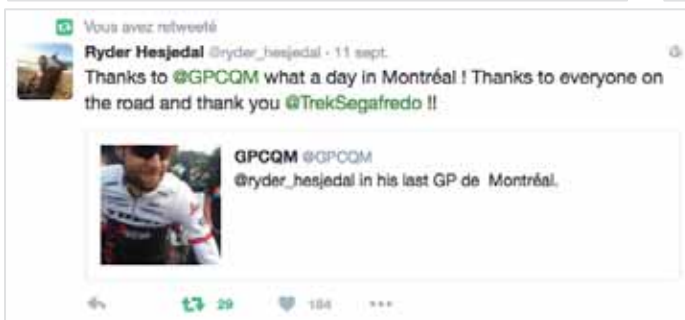 Vous avez retweeté
Ryder Hesjedal @ryder_hesjedal · 11 sept.
Thanks to @GPCQM what a day in Montréal ! Thanks to everyone on
the road and thank you @TrekSegafredo !!
GPCQM @GPCQM
@ryder_hesjedal in his last GP de Montréal.
29 184